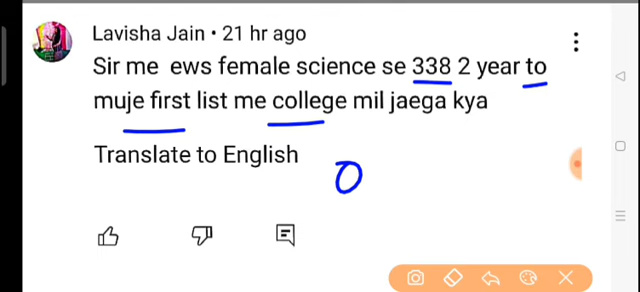 Lavisha Jain • 21 hr ago
Sir me ews female science se 338 2 year to
muje first list me college mil jaega kya
Translate to English